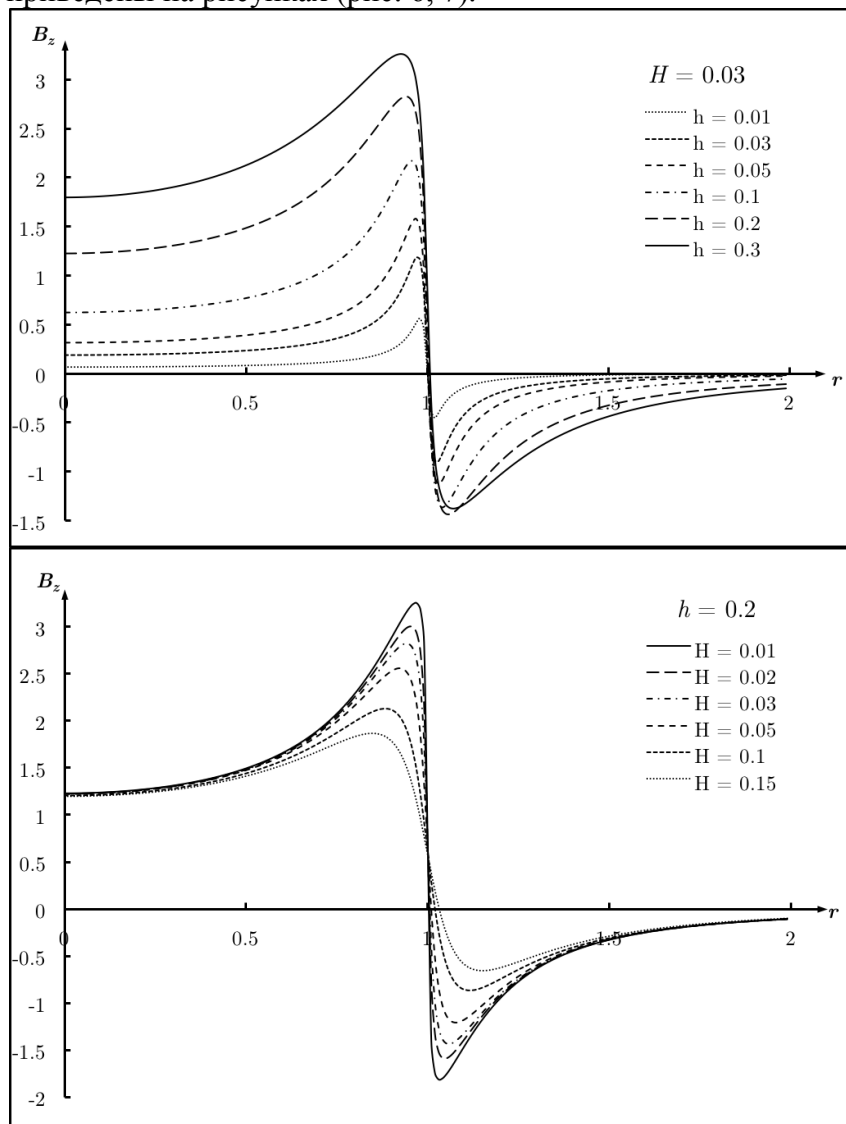 приведены на рисунках (рис. 6, 7).
B_z
3
2.5
2
1.5
1
0.5
0
-0.5
-1
-1.5
0
0.5
1
1.5
2
r
H = 0.03
h = 0.01
h = 0.03
h = 0.05
h = 0.1
h = 0.2
h = 0.3
B_z
3
2.5
2
1.5
1
0.5
0
-0.5
-1
-1.5
-2
0
0.5
1
1.5
2
r
h = 0.2
H = 0.01
H = 0.02
H = 0.03
H = 0.05
H = 0.1
H = 0.15